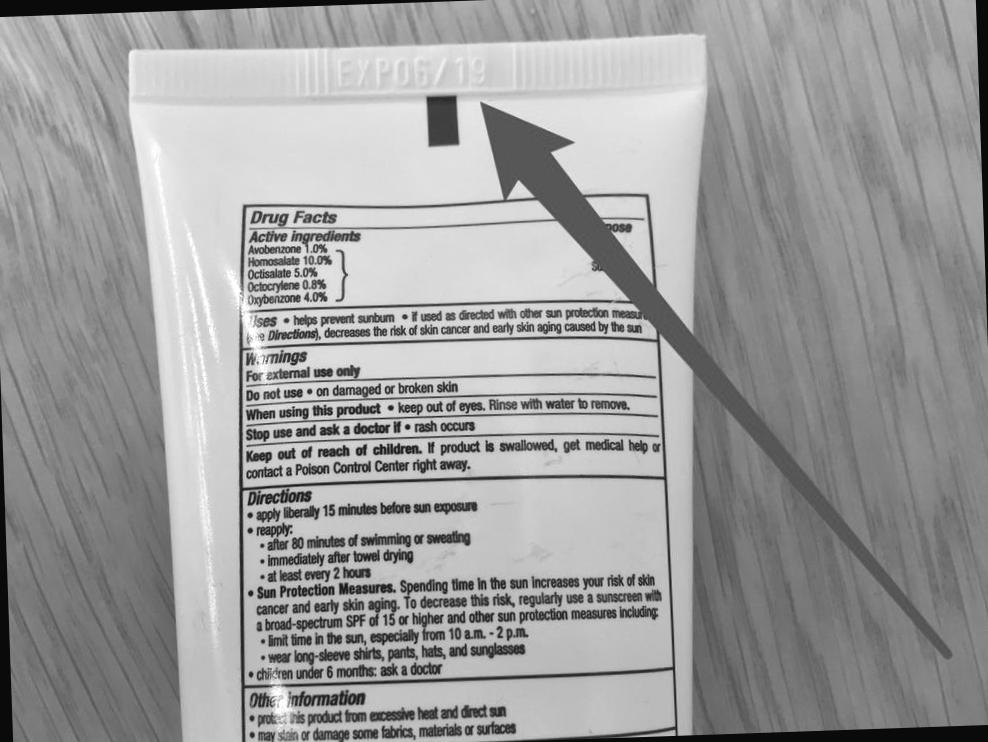 EXP06/19
Drug Facts
Active ingredients
Avobenzone 1.0%
Homosalate 10.0%
Octisalate 5.0%
Octocrylene 0.8%
Oxybenzone 4.0%
Uses • helps prevent sunburn • if used as directed with other sun protection
Directions), decreases the risk of skin cancer and early skin aging caused by the sun
Warnings
For external use only
Do not use • on damaged or broken skin
When using this product • keep out of eyes. Rinse with water to remove.
Stop use and ask a doctor if • rash occurs
Keep out of reach of children. If product is swallowed, get medical help or
contact a Poison Control Center right away.
Directions
• apply liberally 15 minutes before sun exposure
• reapply:
• after 80 minutes of swimming or sweating
• immediately after towel drying
• at least every 2 hours
• Sun Protection Measures. Spending time in the sun increases your risk of skin
cancer and early skin aging. To decrease this risk, regularly use a sunscreen with
a broad-spectrum SPF of 15 or higher and other sun protection measures including:
• limit time in the sun, especially from 10 a.m. - 2 p.m.
• wear long-sleeve shirts, pants, hats, and sunglasses
• children under 6 months: ask a doctor
Other information
• protect this product from excessive heat and direct sun
• may stain or damage some fabrics, materials or surfaces